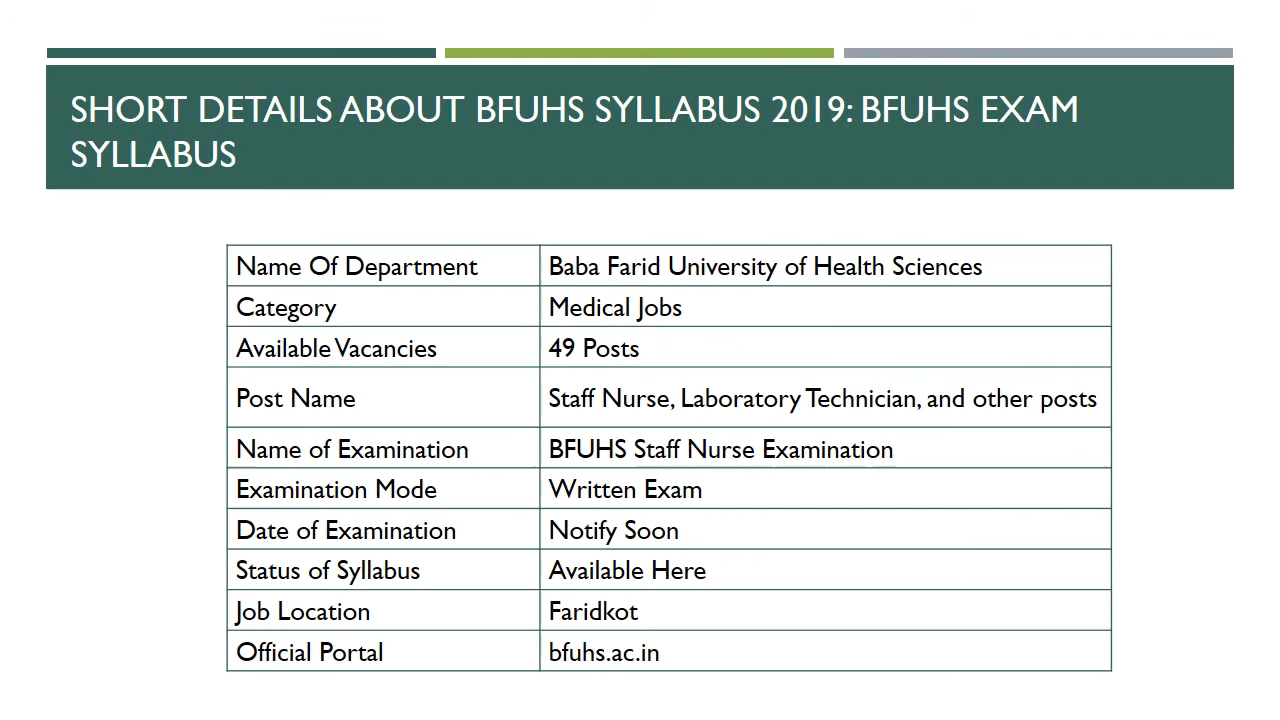 SHORT DETAILS ABOUT BFUHS SYLLABUS 2019: BFUHS EXAM
SYLLABUS
Name Of Department Baba Farid University of Health Sciences
Category Medical Jobs
Available Vacancies 49 Posts
Post Name Staff Nurse, Laboratory Technician, and other posts
Name of Examination BFUHS Staff Nurse Examination
Examination Mode Written Exam
Date of Examination Notify Soon
Status of Syllabus Available Here
Job Location Faridkot
Official Portal bfuhs.ac.in